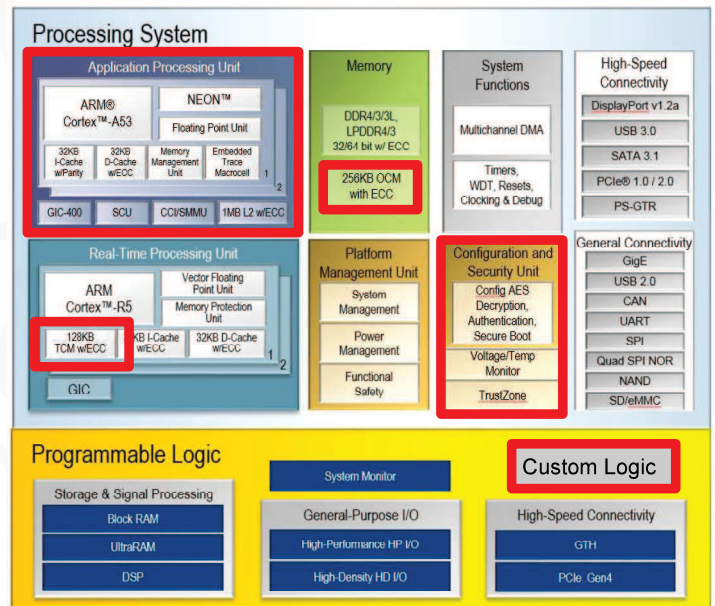 Processing System
Application Processing Unit
ARM®
Cortex™-A53
NEON™
Floating Point Unit
32KB
I-Cache
w/Parity
32KB
D-Cache
w/ECC
Memory
Management
Unit
Embedded
Trace
Macrocell
1
2
GIC-400
SCU
CCI/SMMU
1MB L2 w/ECC
Memory
DDR4/3/3L,
LPDDR4/3
32/64 bit w/ ECC
256KB OCM
with ECC
System
Functions
Multichannel DMA
Timers,
WDT, Resets,
Clocking & Debug
High-Speed
Connectivity
DisplayPort v1.2a
USB 3.0
SATA 3.1
PCIe® 1.0 / 2.0
PS-GTR
Real-Time Processing Unit
ARM
Cortex™-R5
Vector Floating
Point Unit
Memory Protection
Unit
128KB
TCM w/ECC
KB I-Cache
w/ECC
32KB D-Cache
w/ECC
1
2
GIC
Platform
Management Unit
System
Management
Power
Management
Functional
Safety
Configuration and
Security Unit
Config AES
Decryption,
Authentication,
Secure Boot
Voltage/Temp
Monitor
TrustZone
General Connectivity
GigE
USB 2.0
CAN
UART
SPI
Quad SPI NOR
NAND
SD/eMMC
Programmable Logic
Storage & Signal Processing
Block RAM
UltraRAM
DSP
System Monitor
General-Purpose I/O
High-Performance HP I/O
High-Density HD I/O
Custom Logic
High-Speed Connectivity
GTH
PCIe Gen4